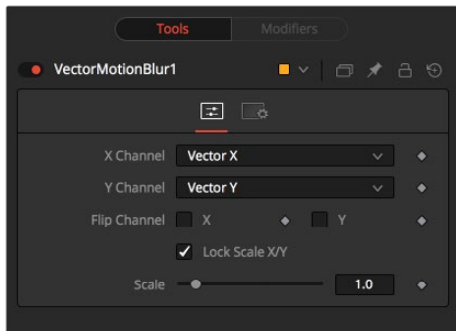 Tools Modifiers
VectorMotionBlur1
X Channel Vector X
Y Channel Vector Y
Flip Channel X Y
Lock Scale X/Y
Scale 1.0